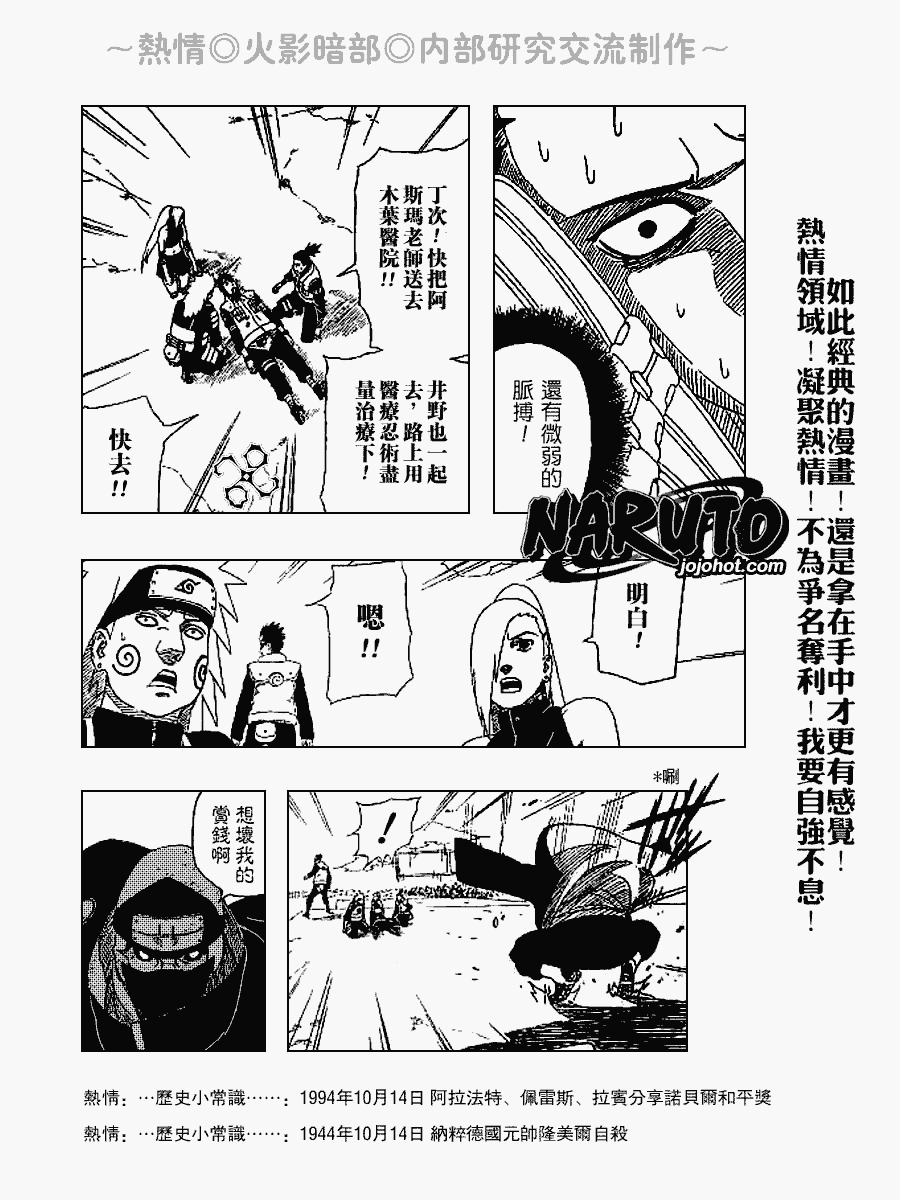 ～熱情◎火影暗部◎内部研究交流制作～
還有微弱的
脈搏！
丁次！快把阿
斯瑪老師送去
木葉醫院！！
井野也一起
去，路上用
醫療忍術盡
量治療下！
快去！！
NARUTO
jojohot.com
明白！
嗯！！
*唰
！
想壞我的
賞錢啊
如此經典的漫畫！還是拿在手中才更有感覺！
熱情領域！凝聚熱情！不為爭名奪利！我要自強不息！
熱情：…歷史小常識……：1994年10月14日 阿拉法特、佩雷斯、拉賓分享諾貝爾和平獎
熱情：…歷史小常識……：1944年10月14日 納粹德國元帥隆美爾自殺